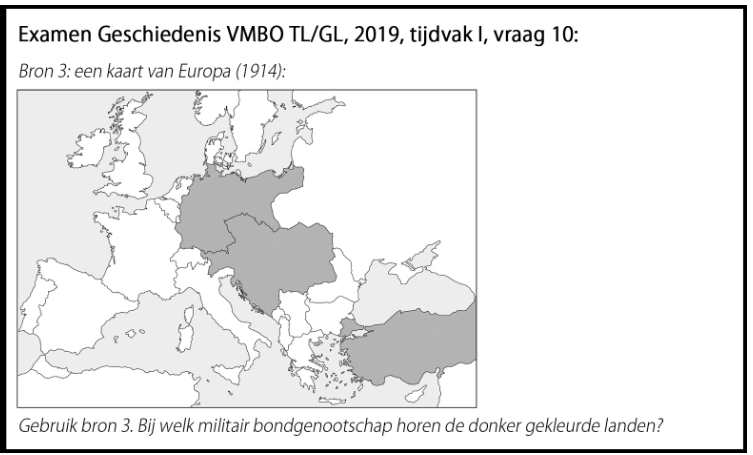 Examen Geschiedenis VMBO TL/GL, 2019, tijdvak I, vraag 10:
Bron 3: een kaart van Europa (1914):
Gebruik bron 3. Bij welk militair bondgenootschap horen de donker gekleurde landen?